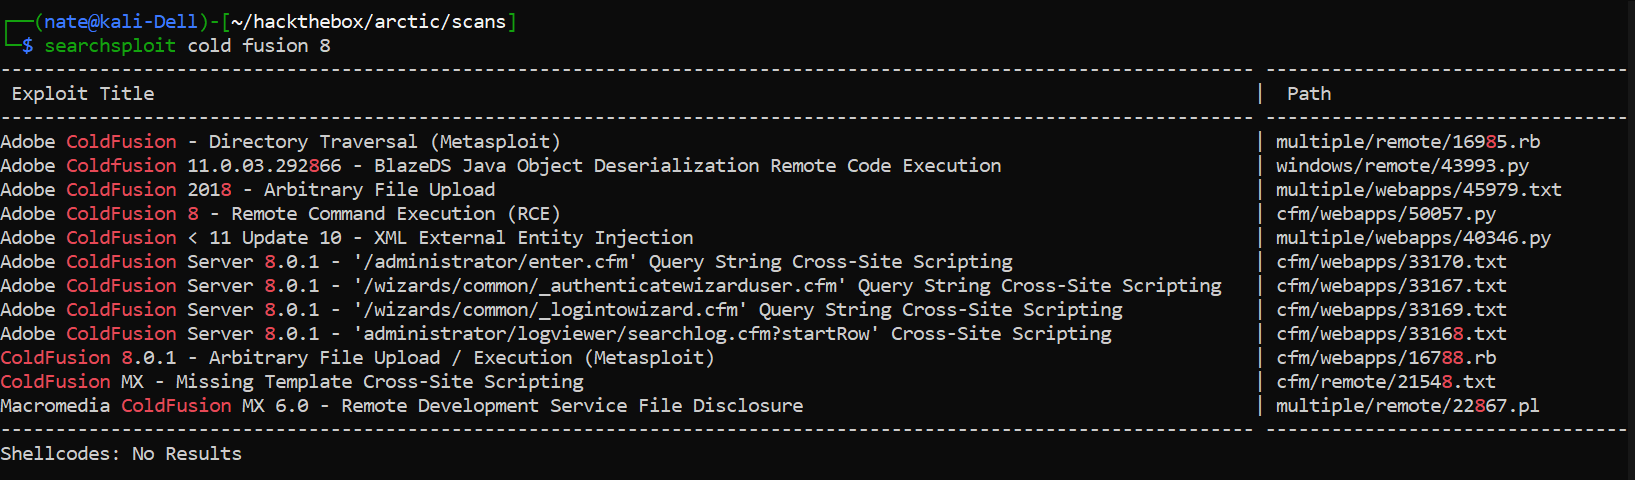 ┌──(nate@kali-Dell)-[~/hackthebox/arctic/scans]
└─$ searchsploit cold fusion 8
------------------------------------------------------------------------------------------------------------------ ---------------------------------
 Exploit Title                                                                                                    |  Path
------------------------------------------------------------------------------------------------------------------ ---------------------------------
Adobe ColdFusion - Directory Traversal (Metasploit)                                                               | multiple/remote/16985.rb
Adobe Coldfusion 11.0.03.292866 - BlazeDS Java Object Deserialization Remote Code Execution                       | windows/remote/43993.py
Adobe ColdFusion 2018 - Arbitrary File Upload                                                                     | multiple/webapps/45979.txt
Adobe ColdFusion 8 - Remote Command Execution (RCE)                                                               | cfm/webapps/50057.py
Adobe ColdFusion < 11 Update 10 - XML External Entity Injection                                                   | multiple/webapps/40346.py
Adobe ColdFusion Server 8.0.1 - '/administrator/enter.cfm' Query String Cross-Site Scripting                      | cfm/webapps/33170.txt
Adobe ColdFusion Server 8.0.1 - '/wizards/common/_authenticatewizarduser.cfm' Query String Cross-Site Scripting   | cfm/webapps/33167.txt
Adobe ColdFusion Server 8.0.1 - '/wizards/common/_logintowizard.cfm' Query String Cross-Site Scripting            | cfm/webapps/33169.txt
Adobe ColdFusion Server 8.0.1 - 'administrator/logviewer/searchlog.cfm?startRow' Cross-Site Scripting             | cfm/webapps/33168.txt
ColdFusion 8.0.1 - Arbitrary File Upload / Execution (Metasploit)                                                 | cfm/webapps/16788.rb
ColdFusion MX - Missing Template Cross-Site Scripting                                                             | cfm/remote/21548.txt
Macromedia ColdFusion MX 6.0 - Remote Development Service File Disclosure                                         | multiple/remote/22867.pl
------------------------------------------------------------------------------------------------------------------ ---------------------------------
Shellcodes: No Results